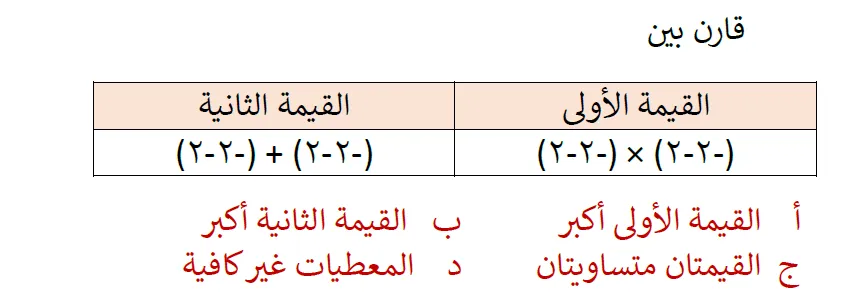 قارن بين
القيمة الأولى القيمة الثانية
(-٢-٢) × (-٢-٢) (-٢-٢) + (-٢-٢)
أ القيمة الأولى أكبر ب القيمة الثانية أكبر
ج القيمتان متساويتان د المعطيات غير كافية